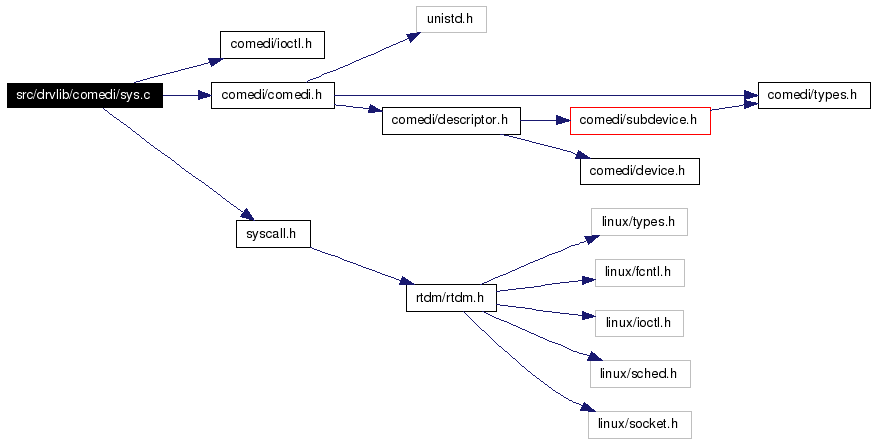 unistd.h
comedi/ioctl.h
src/drvlib/comedi/sys.c
comedi/comedi.h
comedi/types.h
comedi/descriptor.h
comedi/subdevice.h
comedi/device.h
syscall.h
linux/types.h
linux/fcntl.h
rtdm/rtdm.h
linux/ioctl.h
linux/sched.h
linux/socket.h